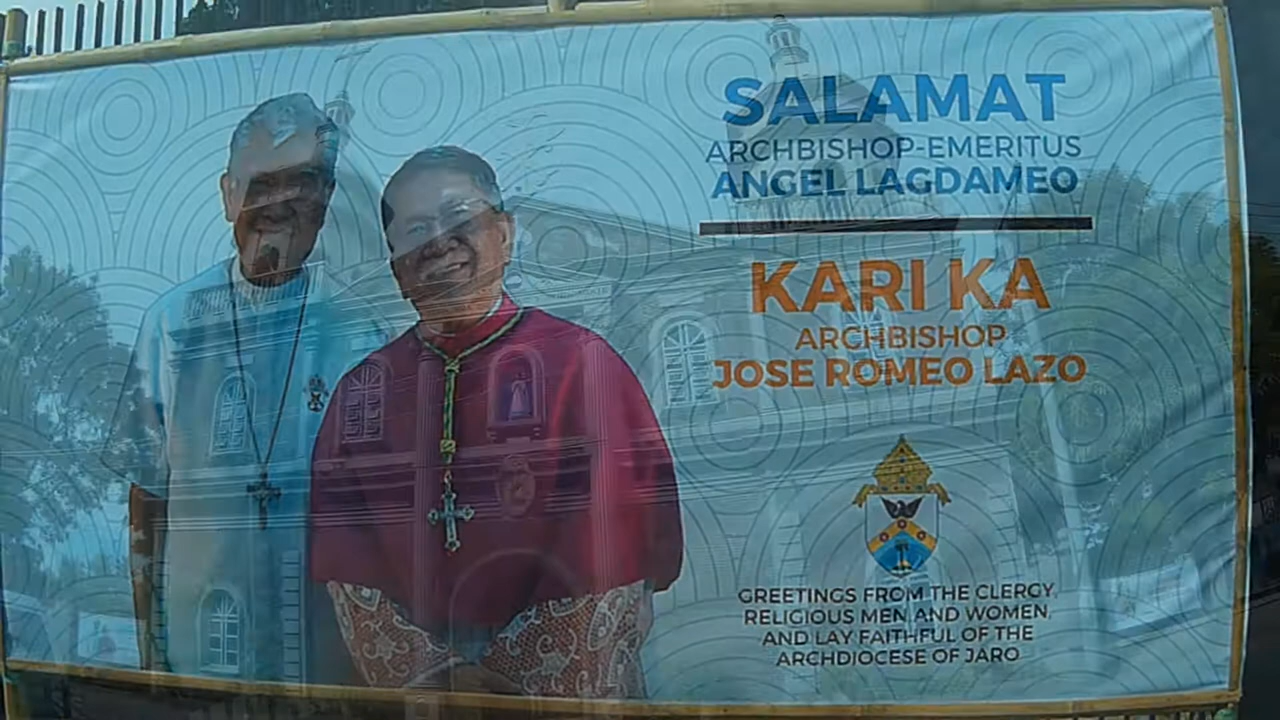 SALAMAT
ARCHBISHOP-EMERITUS
ANGEL LAGDAMEO
KARI KA
ARCHBISHOP
JOSE ROMEO LAZO
GREETINGS FROM THE CLERGY,
RELIGIOUS MEN AND WOMEN,
AND LAY FAITHFUL OF THE
ARCHDIOCESE OF JARO